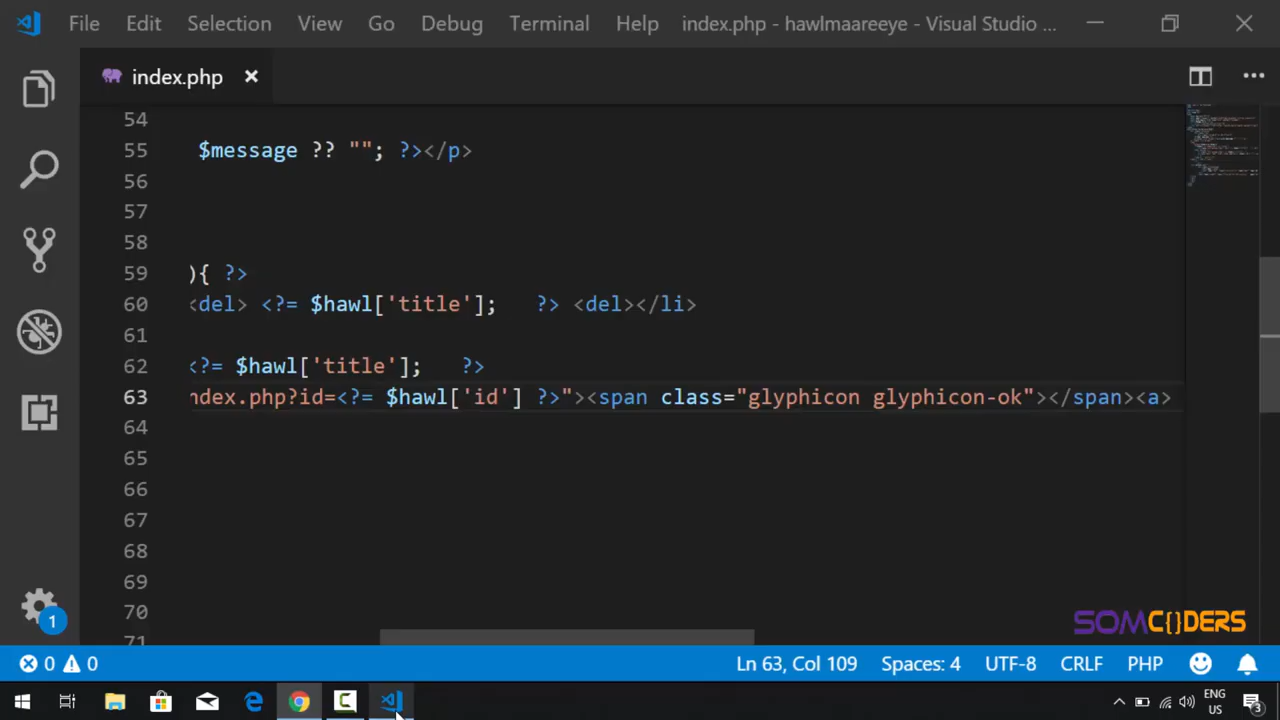 File Edit Selection View Go Debug Terminal Help index.php - hawlmaareeye - Visual Studio ...
index.php
54
55 $message ?? ""; ?></p>
56
57
58
59 ){ ?>
60 <del> <?= $hawl['title']; ?> <del></li>
61
62 <?= $hawl['title']; ?>
63 ndex.php?id=<?= $hawl['id'] ?>"><span class="glyphicon glyphicon-ok"></span><a>
64
65
66
67
68
69
70
71
SOMC{}DERS
1
0 0 Ln 63, Col 109 Spaces: 4 UTF-8 CRLF PHP
ENG
US
3